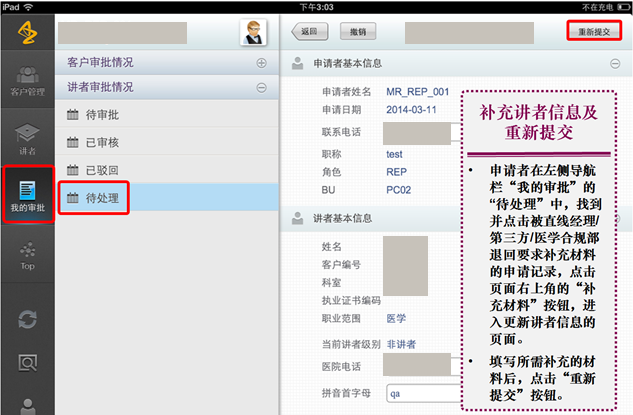 iPad
下午3:03
不在充电
返回
撤销
重新提交
客户管理
讲者
我的审批
Top
客户审批情况
讲者审批情况
待审批
已审核
已驳回
待处理
申请者基本信息
申请者姓名 MR_REP_001
申请日期 2014-03-11
联系电话
职称 test
角色 REP
BU PC02
讲者基本信息
姓名
客户编号
科室
执业证书编码
职业范围 医学
当前讲者级别 非讲者
医院电话
拼音首字母 qa
补充讲者信息及
重新提交
• 申请者在左侧导航
栏“我的审批”的
“待处理”中，找到
并点击被直线经理/
第三方/医学合规部
退回要求补充材料
的申请记录，点击
页面右上角的“补
充材料”按钮，进
入更新讲者信息的
页面。
• 填写所需补充的材
料后，点击“重新
提交”按钮。